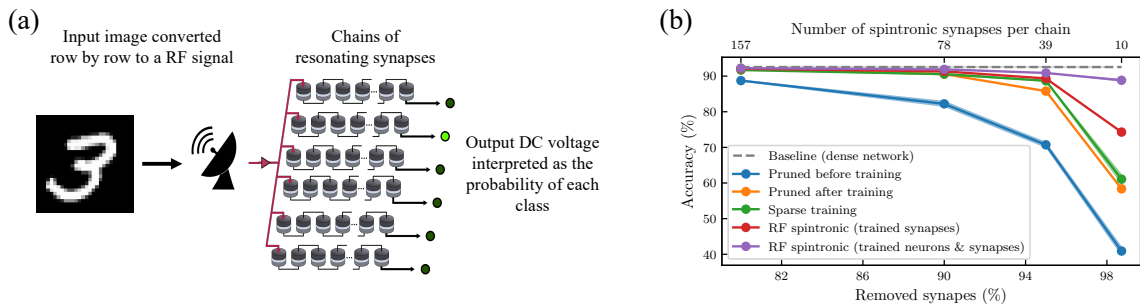 (a)
Input image converted
row by row to a RF signal
Chains of
resonating synapses
Output DC voltage
interpreted as the
probability of each
class
(b)
Number of spintronic synapses per chain
157
78
39
10
Accuracy (%)
90
80
70
60
50
40
Baseline (dense network)
Pruned before training
Pruned after training
Sparse training
RF spintronic (trained synapses)
RF spintronic (trained neurons & synapses)
82
86
90
94
98
Removed synapes (%)